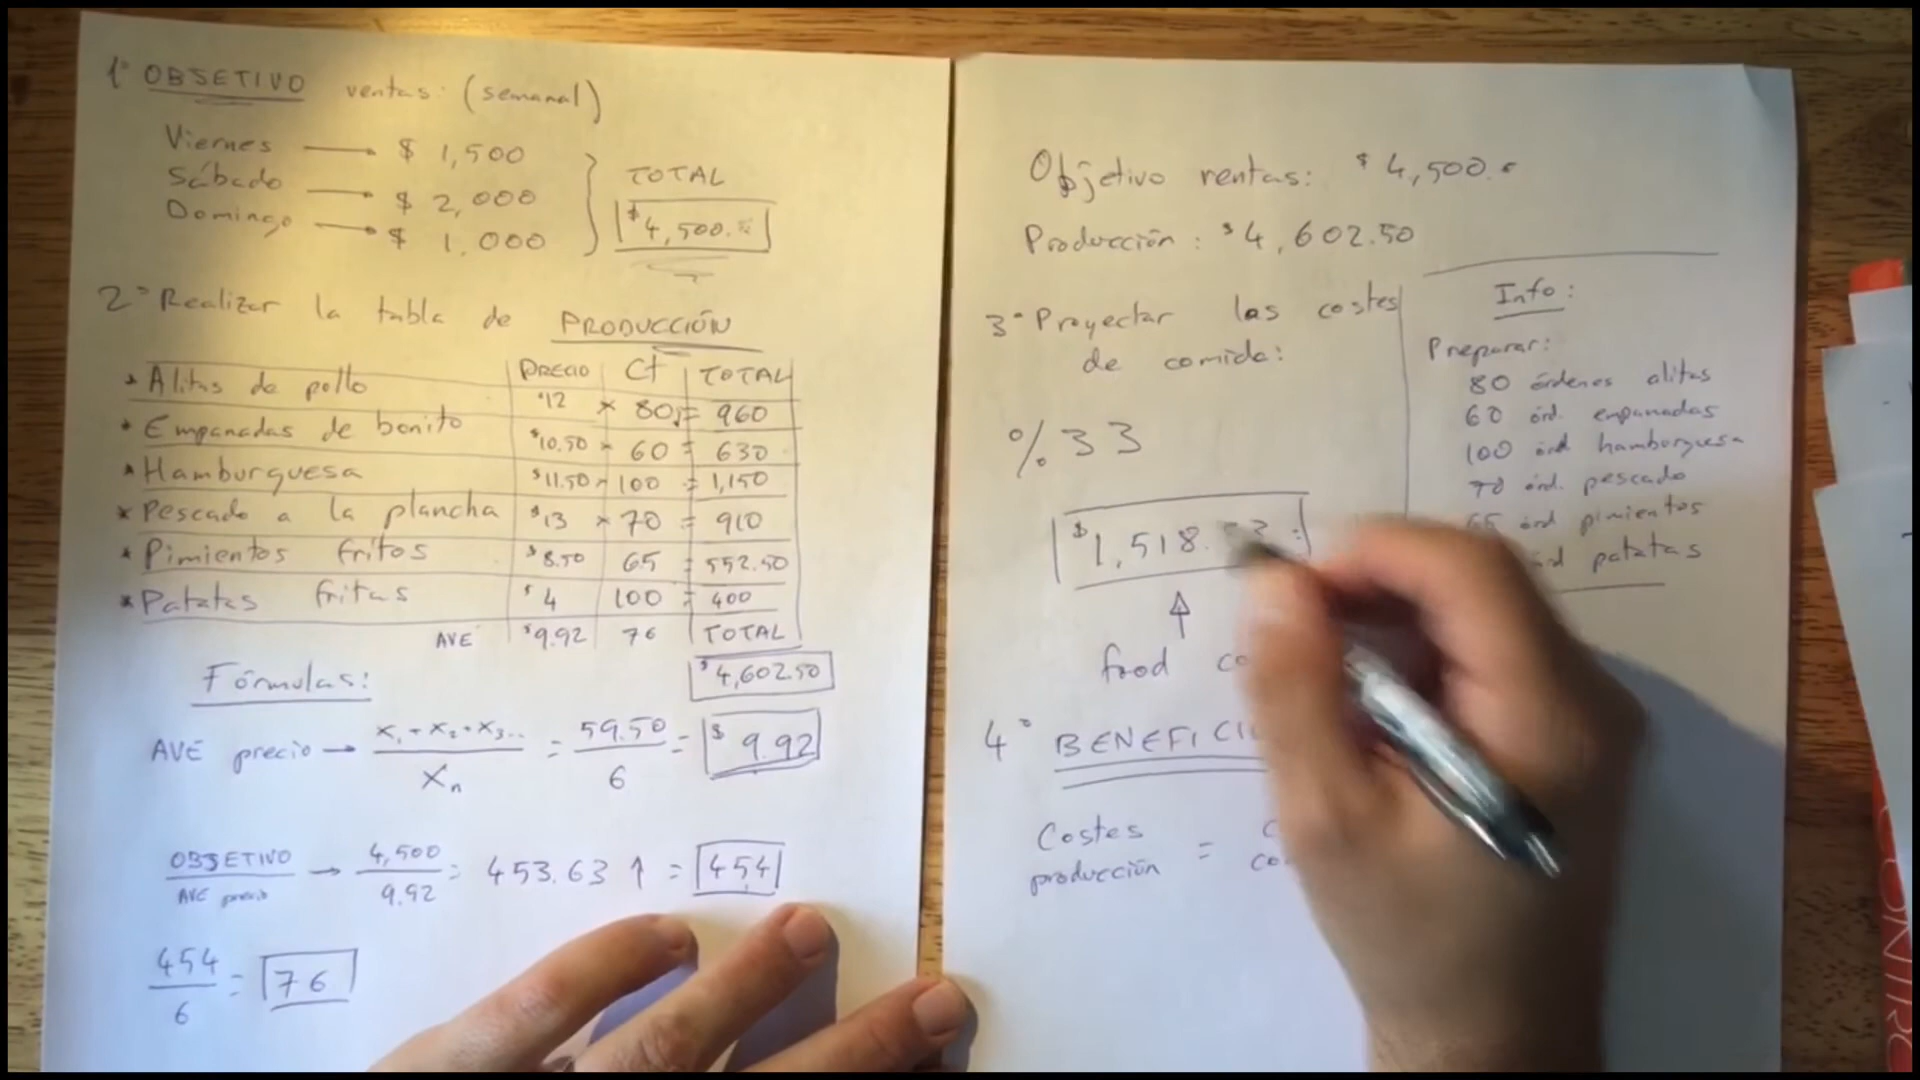 1° OBJETIVO ventas: (semanal)
Viernes → $ 1,500
Sábado → $ 2,000
Domingo → $ 1.000
TOTAL
$4,500.
2° Realizar la tabla de PRODUCCIÓN
PRECIO Ct TOTAL
* Alitas de pollo $12 x 80 = 960
* Empanadas de bonito $10.50 x 60 = 630
* Hamburguesa $11.50 x 100 = 1,150
* Pescado a la plancha $13 x 70 = 910
* Pimientos fritos $8.50 65 = 552.50
* Patatas fritas $4 100 = 400
AVE $9.92 76 TOTAL
$4,602.50
Fórmulas:
AVE precio → x₁ + x₂ + x₃... / Xn = 59.50 / 6 = $ 9.92
OBJETIVO / AVE precio → 4,500 / 9.92 = 453.63 ↑ = 454
454 / 6 = 76
Objetivo ventas: $4,500.
Producción: $4,602.50
3° Proyectar los costes
de comida:
% 33
$1,518.
food
4° BENEFICI
Costes
producción =
Info:
Preparar:
80 órdenes alitas
60 órd. empanadas
100 órd hamburguesa
70 órd. pescado
65 órd pimientos
patatas
CONTRO